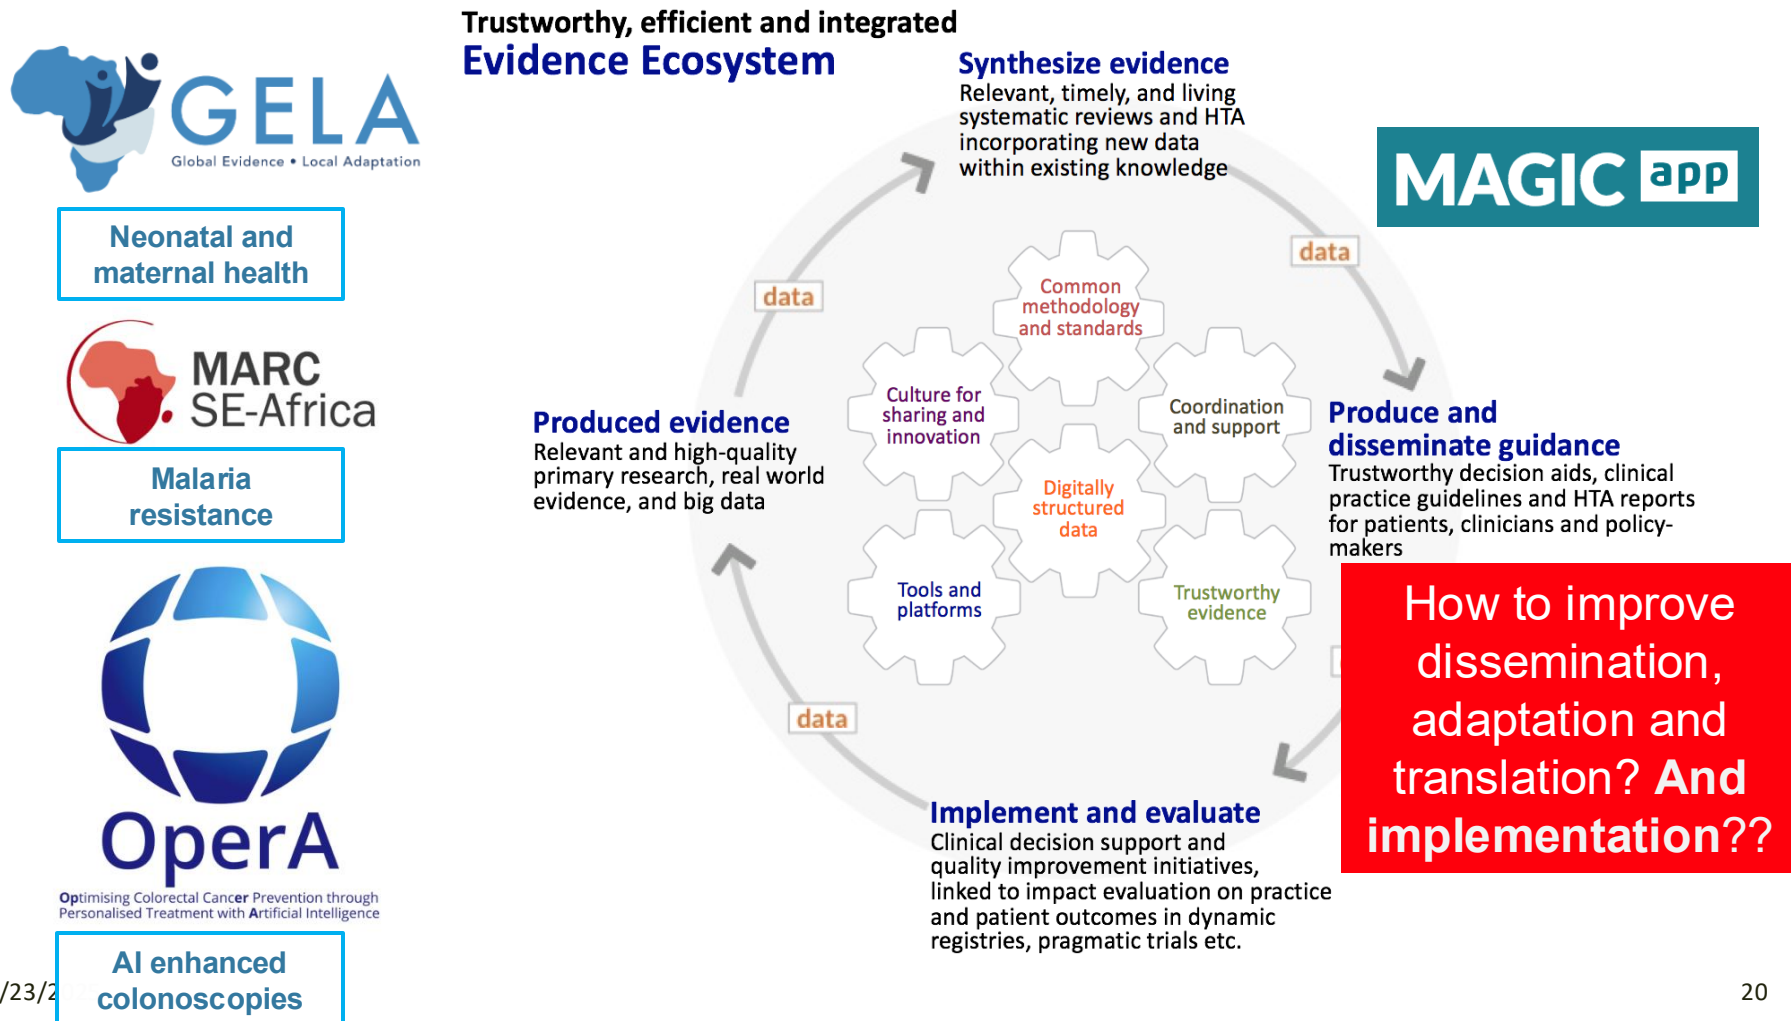 Trustworthy, efficient and integrated
Evidence Ecosystem
GELA
Global Evidence • Local Adaptation
Neonatal and
maternal health
MARC
SE-Africa
Malaria
resistance
OperA
Optimising Colorectal Cancer Prevention through
Personalised Treatment with Artificial Intelligence
AI enhanced
colonoscopies
Synthesize evidence
Relevant, timely, and living
systematic reviews and HTA
incorporating new data
within existing knowledge
MAGIC app
data
data
Common
methodology
and standards
Culture for
sharing and
innovation
Coordination
and support
Digitally
structured
data
Tools and
platforms
Trustworthy
evidence
Produced evidence
Relevant and high-quality
primary research, real world
evidence, and big data
Produce and
disseminate guidance
Trustworthy decision aids, clinical
practice guidelines and HTA reports
for patients, clinicians and policy-
makers
How to improve
dissemination,
adaptation and
translation? And
implementation??
data
Implement and evaluate
Clinical decision support and
quality improvement initiatives,
linked to impact evaluation on practice
and patient outcomes in dynamic
registries, pragmatic trials etc.
/23/2
20